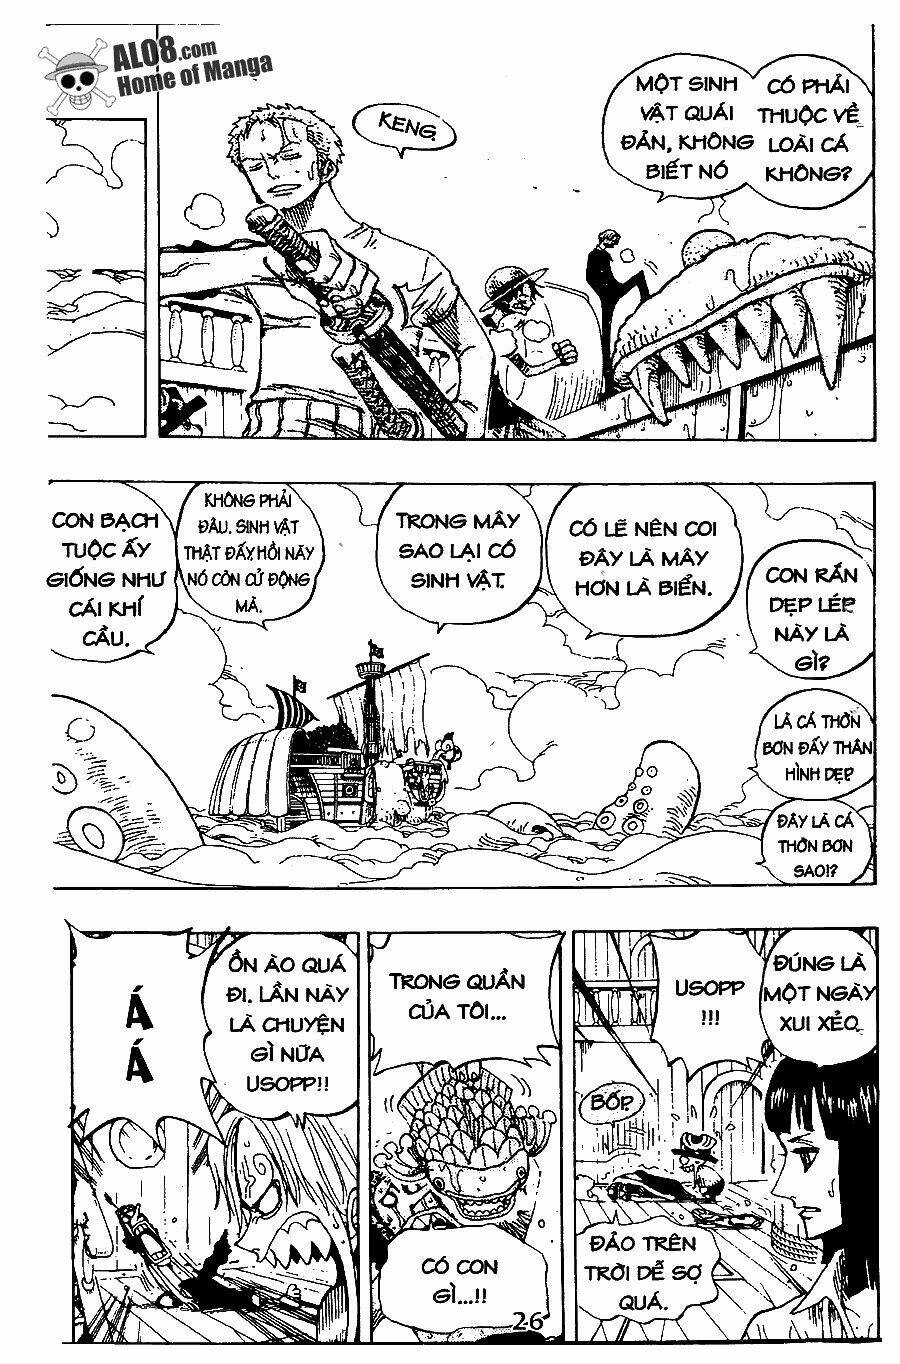 AL08.com
Home of Manga
CÓ PHẢI
THUỘC VỀ
LOÀI CÁ
KHÔNG?
MỘT SINH
VẬT QUÁI
ĐẢN, KHÔNG
BIẾT NÓ
KENG
CON RẮN
DẸP LÉP
NÀY LÀ
GÌ?
LÀ CÁ THỜN
BƠN ĐẤY THÂN
HÌNH DẸP
ĐÂY LÀ CÁ
THỜN BƠN
SAO!?
CÓ LẼ NÊN COI
ĐÂY LÀ MÂY
HƠN LÀ BIỂN.
TRONG MÂY
SAO LẠI CÓ
SINH VẬT.
KHÔNG PHẢI
ĐÂU. SINH VẬT
THẬT ĐẤY HỒI NÃY
NÓ CÒN CỬ ĐỘNG
MÀ.
CON BẠCH
TUỘC ẤY
GIỐNG NHƯ
CÁI KHÍ
CẦU.
ĐÚNG LÀ
MỘT NGÀY
XUI XẺO.
USOPP
!!!
BỐP.
ĐẢO TRÊN
TRỜI DỄ SỢ
QUÁ.
TRONG QUẦN
CỦA TÔI...
CÓ CON
GÌ...!!
ỒN ÀO QUÁ
ĐI. LẦN NÀY
LÀ CHUYỆN
GÌ NỮA
USOPP!!
Á
Á
26